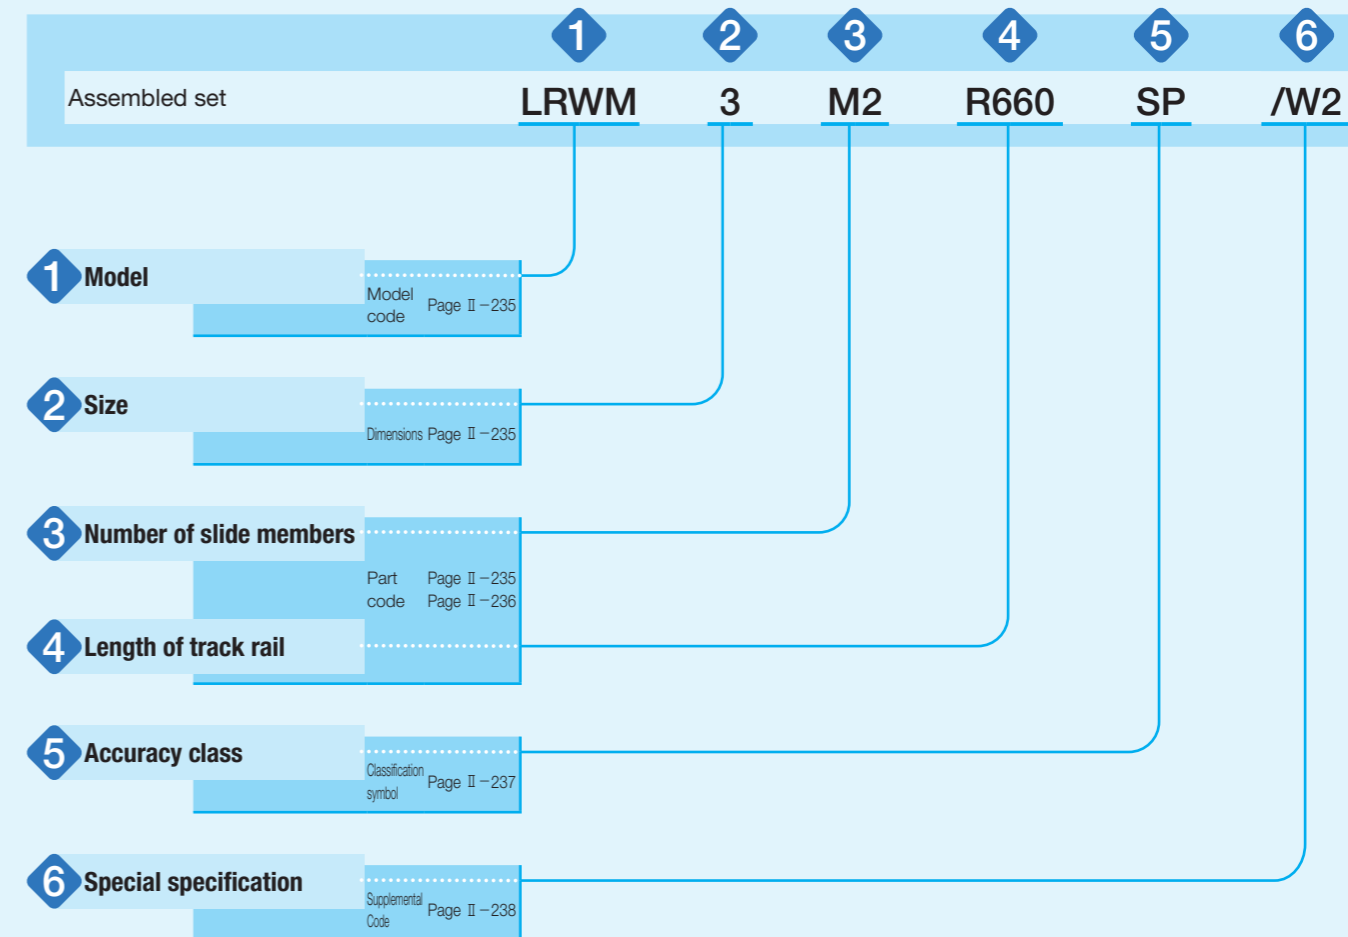 1 2 3 4 5 6
Assembled set LRWM 3 M2 R660 SP /W2
1 Model
Model
code
Page Ⅱ−235
2 Size
Dimensions Page Ⅱ−235
3 Number of slide members
Part
code
Page Ⅱ−235
Page Ⅱ−236
4 Length of track rail
5 Accuracy class
Classification
symbol
Page Ⅱ−237
6 Special specification
Supplemental
Code
Page Ⅱ−238